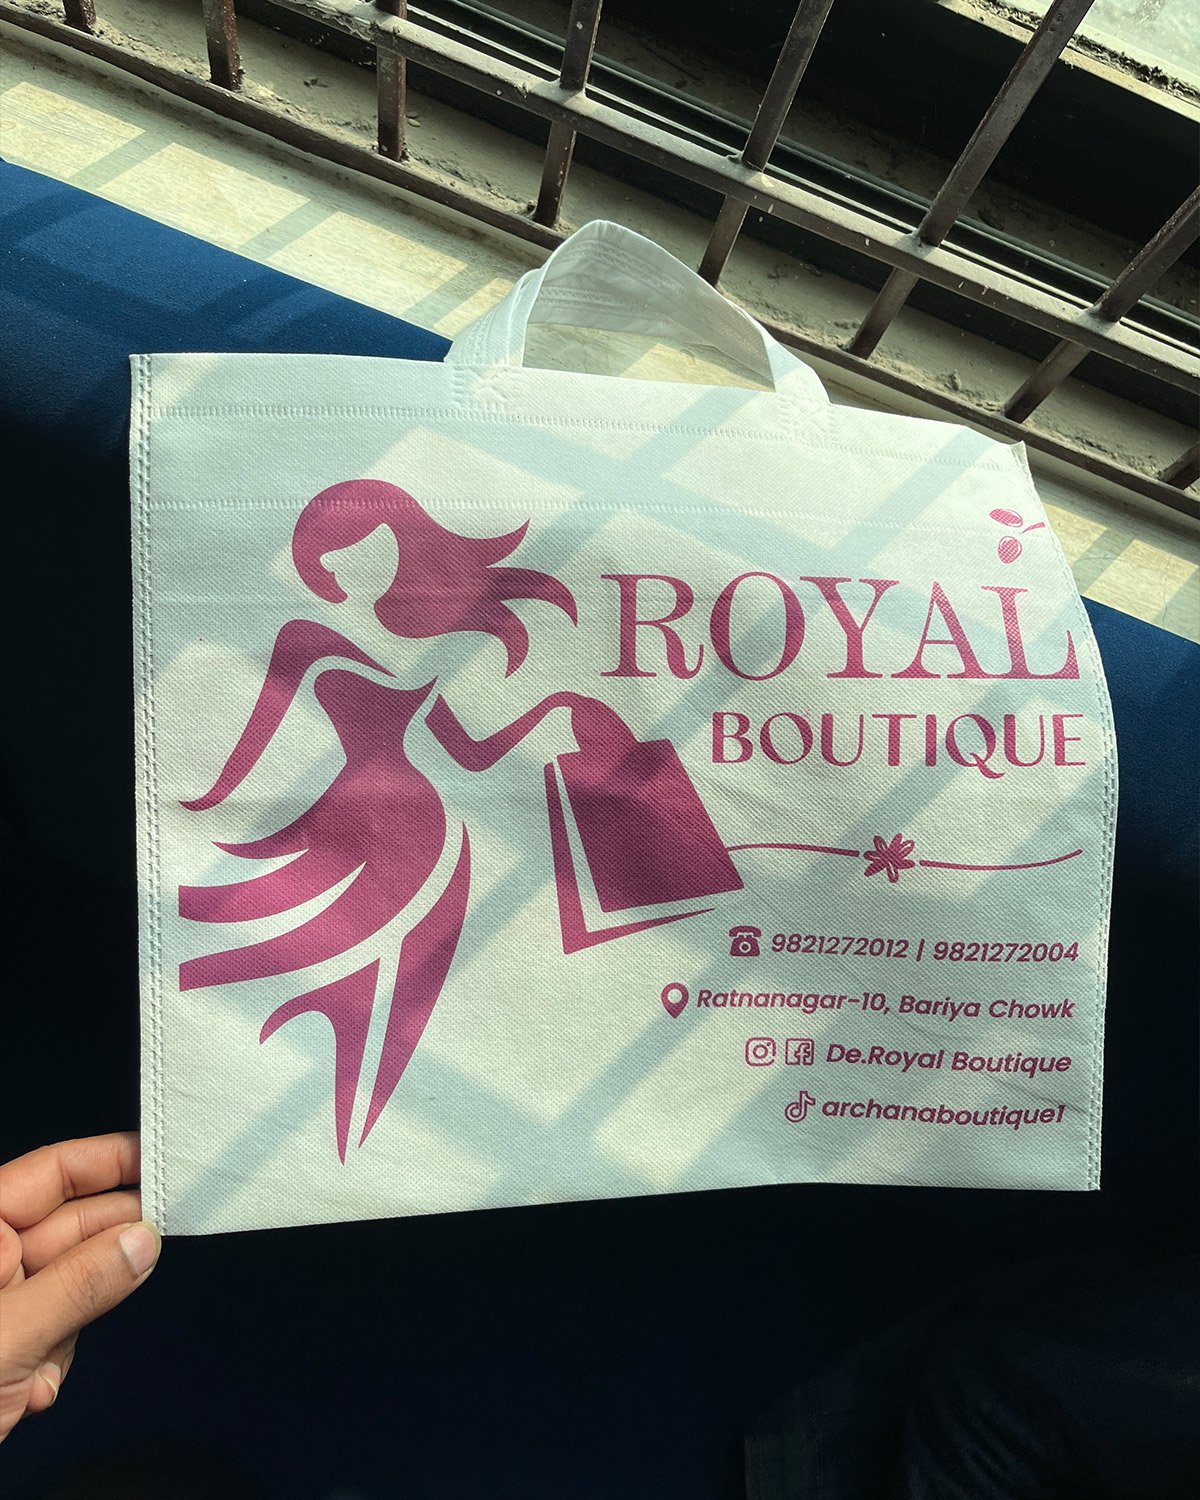 ROYAL
BOUTIQUE
9821272012 | 9821272004
Ratnanagar-10, Bariya Chowk
De.Royal Boutique
archanaboutique1